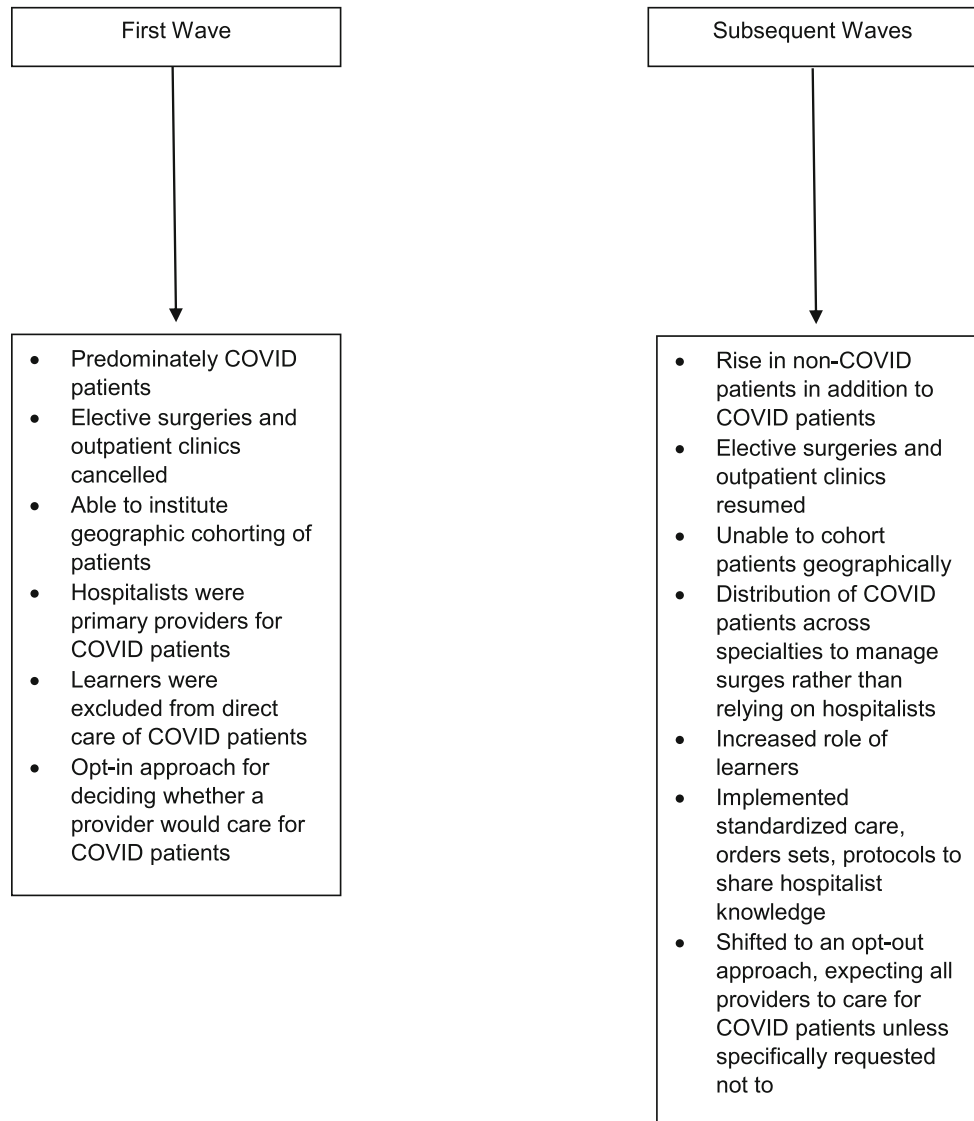 First Wave
Subsequent Waves
• Predominately COVID
patients
• Elective surgeries and
outpatient clinics
cancelled
• Able to institute
geographic cohorting of
patients
• Hospitalists were
primary providers for
COVID patients
• Learners were
excluded from direct
care of COVID patients
• Opt-in approach for
deciding whether a
provider would care for
COVID patients
• Rise in non-COVID
patients in addition to
COVID patients
• Elective surgeries and
outpatient clinics
resumed
• Unable to cohort
patients geographically
• Distribution of COVID
patients across
specialties to manage
surges rather than
relying on hospitalists
• Increased role of
learners
• Implemented
standardized care,
orders sets, protocols to
share hospitalist
knowledge
• Shifted to an opt-out
approach, expecting all
providers to care for
COVID patients unless
specifically requested
not to